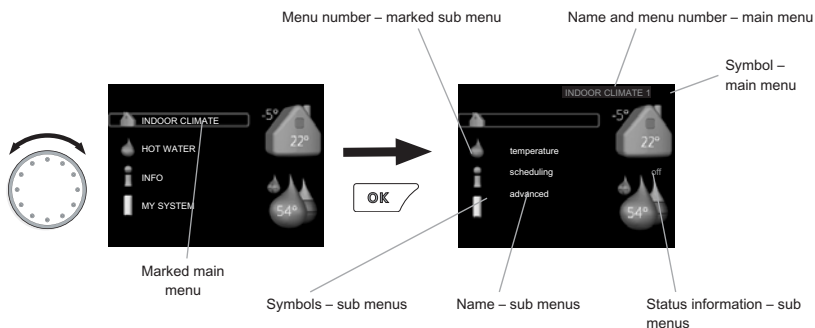 Menu number – marked sub menu
Name and menu number – main menu
Symbol –
main menu
INDOOR CLIMATE
HOT WATER
INFO
MY SYSTEM
-5°
22°
54°
OK
INDOOR CLIMATE 1
temperature
scheduling
advanced
-5°
22°
off
54°
Marked main
menu
Symbols – sub menus
Name – sub menus
Status information – sub
menus